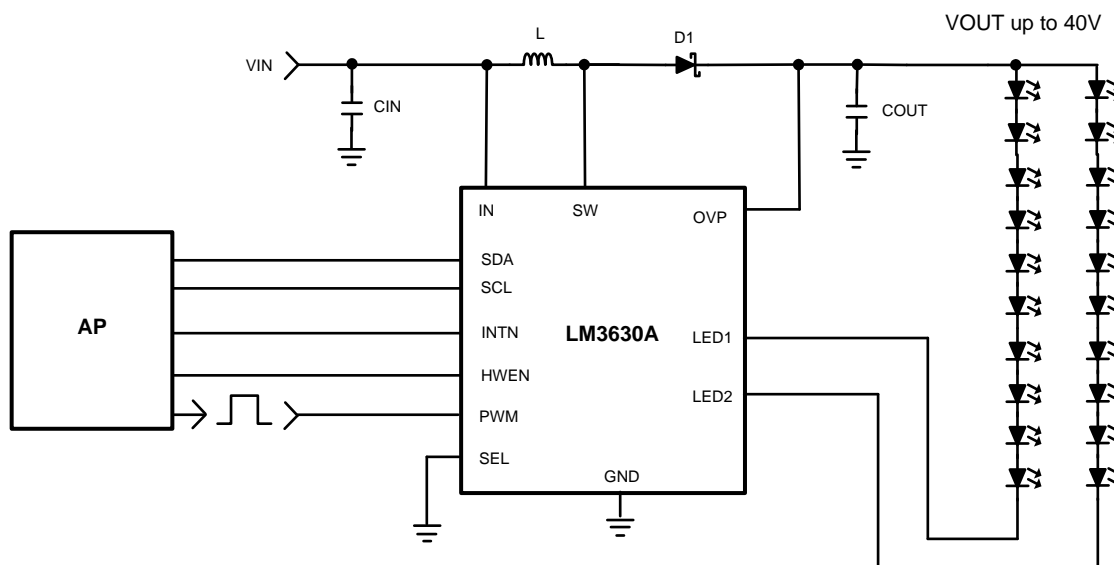 VOUT up to 40V
L
D1
VIN
CIN
COUT
IN
SW
OVP
SDA
SCL
AP
INTN
LM3630A
LED1
HWEN
LED2
PWM
SEL
GND